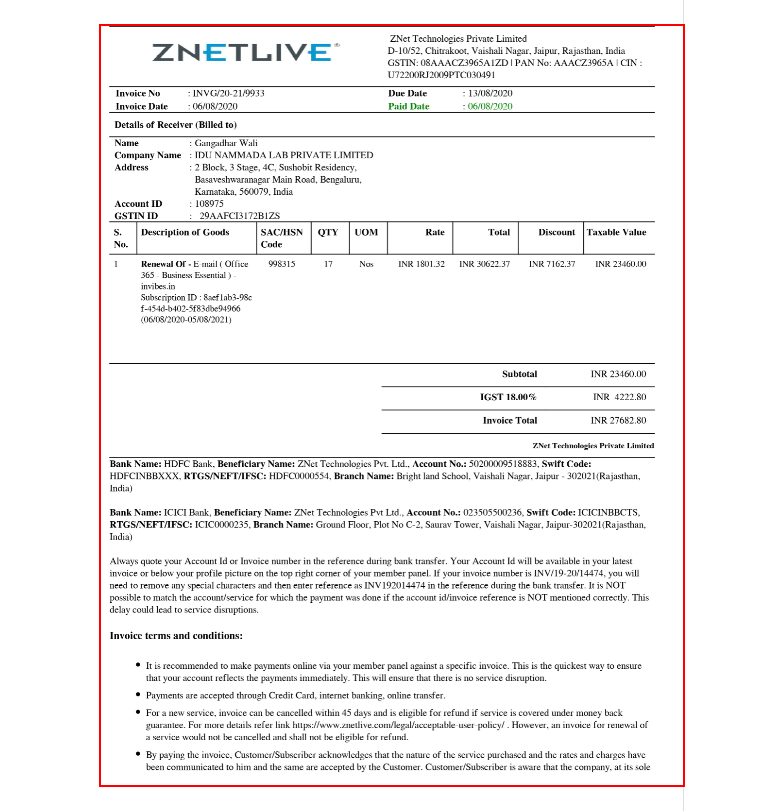 ZNETLIVE®
ZNet Technologies Private Limited
D-10/52, Chitrakoot, Vaishali Nagar, Jaipur, Rajasthan, India
GSTIN: 08AAACZ3965A1ZD | PAN No: AAACZ3965A | CIN :
U72200RJ2009PTC030491
Invoice No : INVG/20-21/9933 Due Date : 13/08/2020
Invoice Date : 06/08/2020 Paid Date : 06/08/2020
Details of Receiver (Billed to)
Name : Gangadhar Wali
Company Name : IDU NAMMADA LAB PRIVATE LIMITED
Address : 2 Block, 3 Stage, 4C, Sushobit Residency,
Basaveshwaranagar Main Road, Bengaluru,
Karnataka, 560079, India
Account ID : 108975
GSTIN ID : 29AAFCI3172B1ZS
S. Description of Goods SAC/HSN QTY UOM Rate Total Discount Taxable Value
No. Code
1 Renewal Of - E-mail ( Office 998315 17 Nos INR 1801.32 INR 30622.37 INR 7162.37 INR 23460.00
365 - Business Essential ) -
invibes.in
Subscription ID : 8aef1ab3-98c
f-454d-b402-5f83dbe94966
(06/08/2020-05/08/2021)
Subtotal INR 23460.00
IGST 18.00% INR 4222.80
Invoice Total INR 27682.80
ZNet Technologies Private Limited
Bank Name: HDFC Bank, Beneficiary Name: ZNet Technologies Pvt. Ltd., Account No.: 50200009518883, Swift Code:
HDFCINBBXXX, RTGS/NEFT/IFSC: HDFC0000554, Branch Name: Bright land School, Vaishali Nagar, Jaipur - 302021(Rajasthan,
India)
Bank Name: ICICI Bank, Beneficiary Name: ZNet Technologies Pvt Ltd., Account No.: 023505500236, Swift Code: ICICINBBCTS,
RTGS/NEFT/IFSC: ICIC0000235, Branch Name: Ground Floor, Plot No C-2, Saurav Tower, Vaishali Nagar, Jaipur-302021(Rajasthan,
India)
Always quote your Account Id or Invoice number in the reference during bank transfer. Your Account Id will be available in your latest
invoice or below your profile picture on the top right corner of your member panel. If your invoice number is INV/19-20/14474, you will
need to remove any special characters and then enter reference as INV192014474 in the reference during the bank transfer. It is NOT
possible to match the account/service for which the payment was done if the account id/invoice reference is NOT mentioned correctly. This
delay could lead to service disruptions.
Invoice terms and conditions:
• It is recommended to make payments online via your member panel against a specific invoice. This is the quickest way to ensure
that your account reflects the payments immediately. This will ensure that there is no service disruption.
• Payments are accepted through Credit Card, internet banking, online transfer.
• For a new service, invoice can be cancelled within 45 days and is eligible for refund if service is covered under money back
guarantee. For more details refer link https://www.znetlive.com/legal/acceptable-user-policy/ . However, an invoice for renewal of
a service would not be cancelled and shall not be eligible for refund.
• By paying the invoice, Customer/Subscriber acknowledges that the nature of the service purchased and the rates and charges have
been communicated to him and the same are accepted by the Customer. Customer/Subscriber is aware that the company, at its sole